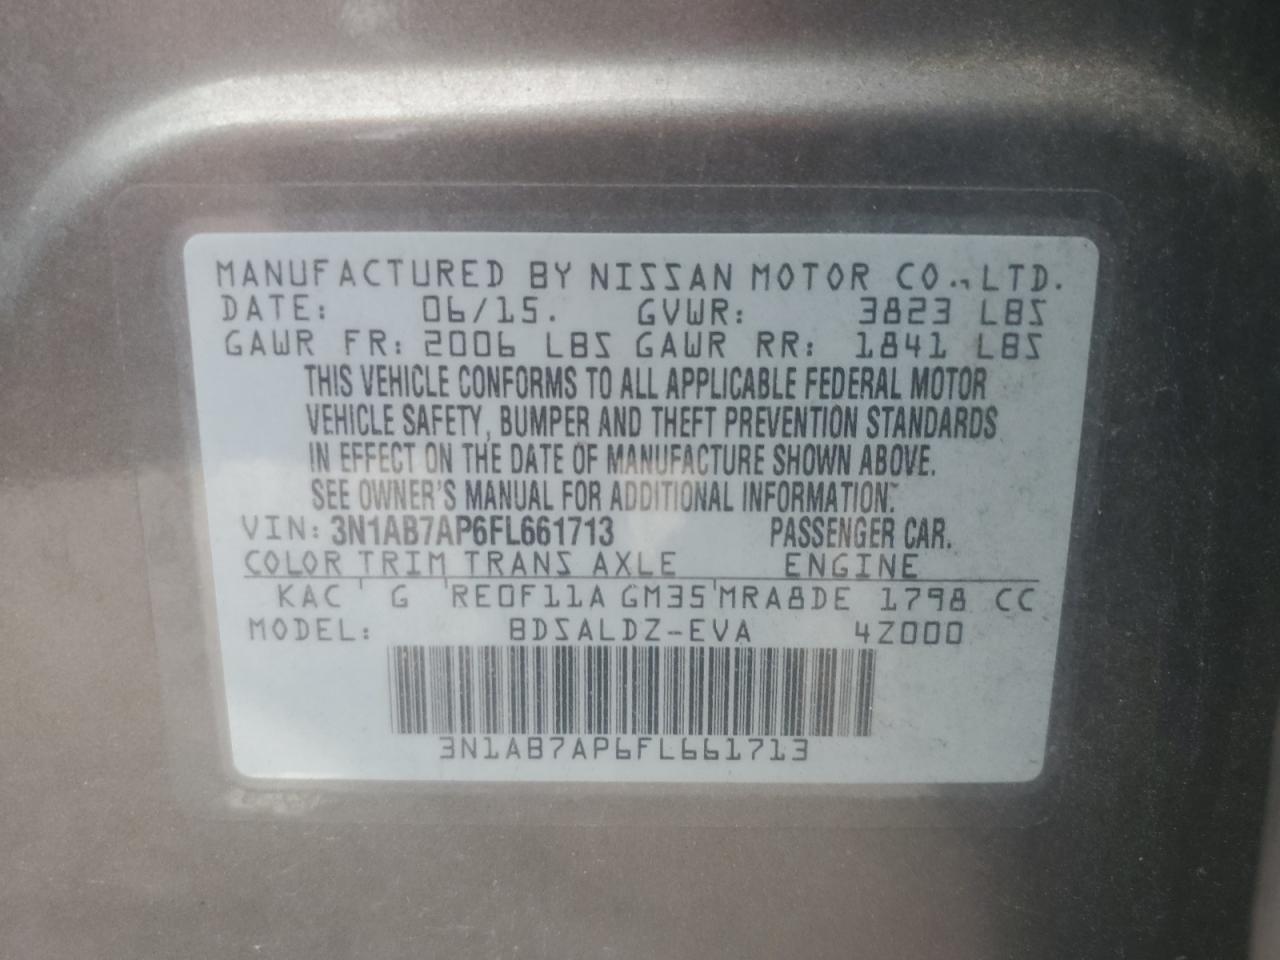 MANUFACTURED BY NISSAN MOTOR CO., LTD.
DATE: 06/15. GVWR: 3823 LBS
GAWR FR: 2006 LBS GAWR RR: 1841 LBS
THIS VEHICLE CONFORMS TO ALL APPLICABLE FEDERAL MOTOR
VEHICLE SAFETY, BUMPER AND THEFT PREVENTION STANDARDS
IN EFFECT ON THE DATE OF MANUFACTURE SHOWN ABOVE.
SEE OWNER'S MANUAL FOR ADDITIONAL INFORMATION.
VIN: 3N1AB7AP6FL661713 PASSENGER CAR.
COLOR TRIM TRANS AXLE ENGINE
KAC G RE0F11A GM35 MRA8DE 1798 CC
MODEL: BDSALDZ-EVA 4Z000
3N1AB7AP6FL661713